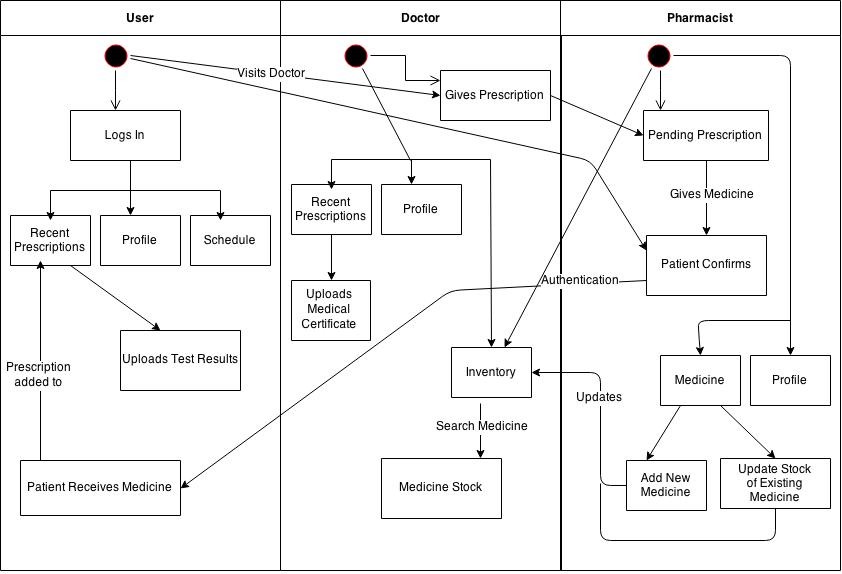 User
Doctor
Pharmacist
Visits Doctor
Gives Prescription
Logs In
Pending Prescription
Gives Medicine
Recent
Prescriptions
Profile
Schedule
Recent
Prescriptions
Profile
Patient Confirms
Authentication
Uploads
Medical
Certificate
Uploads Test Results
Prescription
added to
Inventory
Medicine
Profile
Updates
Search Medicine
Patient Receives Medicine
Medicine Stock
Add New
Medicine
Update Stock
of Existing
Medicine